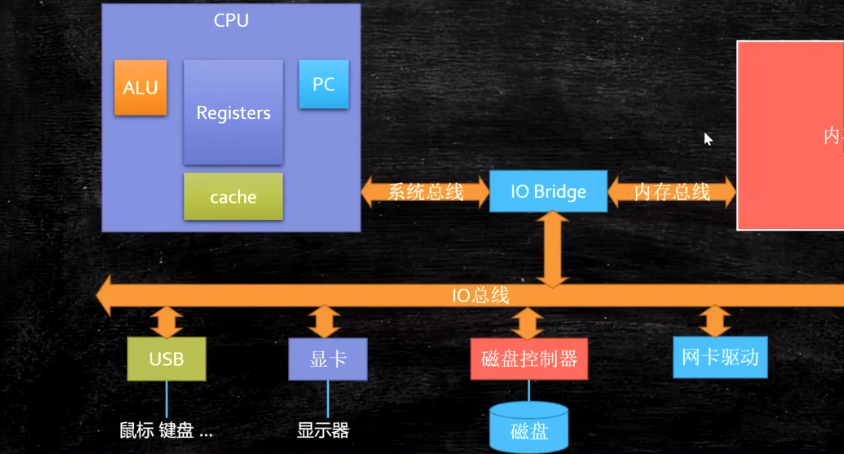 CPU
ALU
Registers
PC
cache
系统总线
IO Bridge
内存总线
内
IO总线
USB
显卡
磁盘控制器
网卡驱动
鼠标 键盘 ...
显示器
磁盘